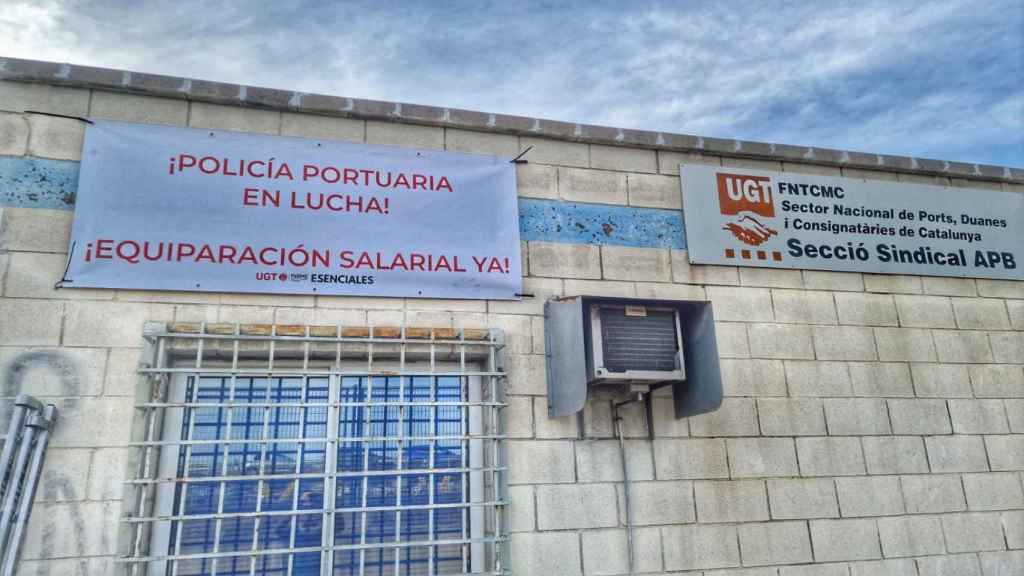 ¡POLICÍA PORTUARIA
EN LUCHA!
¡EQUIPARACIÓN SALARIAL YA!
UGT ESENCIALES
UGT
FNTCMC
Sector Nacional de Ports, Duanes
i Consignatàries de Catalunya
Secció Sindical APB